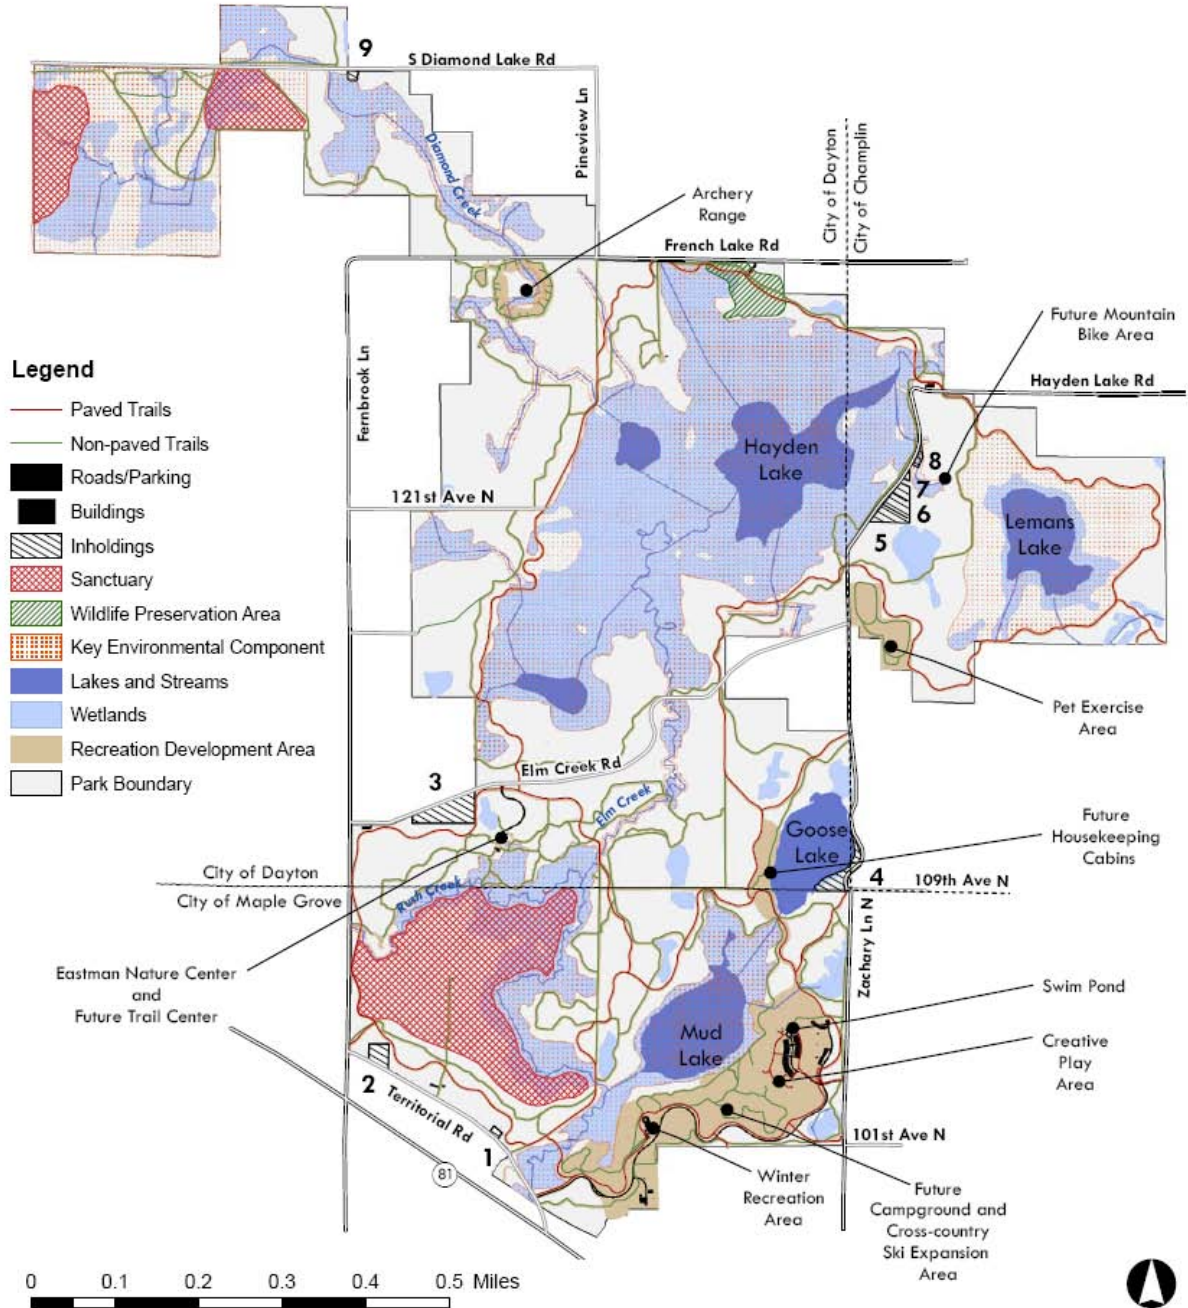 9
S Diamond Lake Rd
Pineview Ln
Diamond Creek
City of Dayton
City of Champlin
Archery
Range
French Lake Rd
Future Mountain
Bike Area
Hayden Lake Rd
Fernbrook Ln
Legend
Paved Trails
Non-paved Trails
Roads/Parking
Buildings
Inholdings
Sanctuary
Wildlife Preservation Area
Key Environmental Component
Lakes and Streams
Wetlands
Recreation Development Area
Park Boundary
Hayden
Lake
8
7
6
5
121st Ave N
Lemans
Lake
Pet Exercise
Area
Elm Creek Rd
3
Elm Creek
Goose
Lake
Future
Housekeeping
Cabins
City of Dayton
City of Maple Grove
Rush Creek
4
109th Ave N
Zachary Ln N
Eastman Nature Center
and
Future Trail Center
Swim Pond
Mud
Lake
Creative
Play
Area
2
Territorial Rd
1
81
101st Ave N
Winter
Recreation
Area
Future
Campground and
Cross-country
Ski Expansion
Area
0 0.1 0.2 0.3 0.4 0.5 Miles